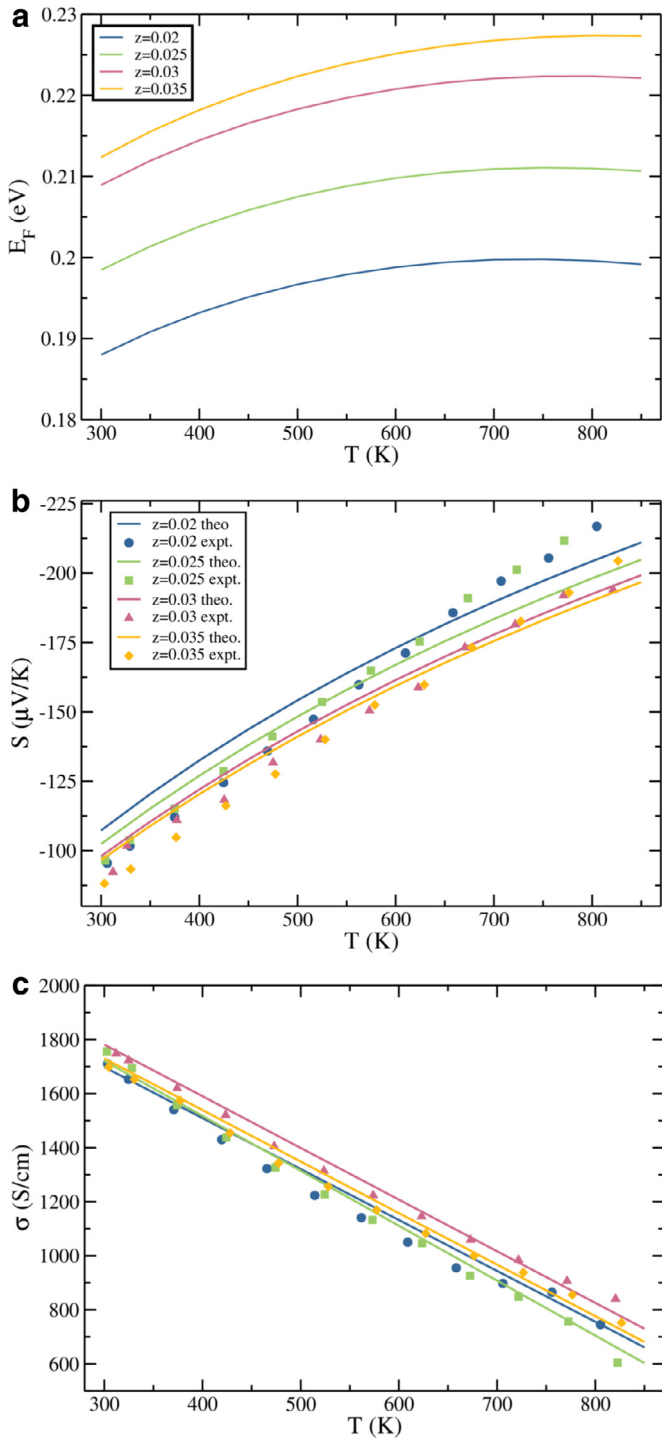 a
0.23
0.22
0.21
0.2
0.19
0.18
E_F (eV)
z=0.02
z=0.025
z=0.03
z=0.035
300 400 500 600 700 800
T (K)
b
-225
-200
-175
-150
-125
-100
S (μV/K)
z=0.02 theo
z=0.02 expt.
z=0.025 theo.
z=0.025 expt.
z=0.03 theo.
z=0.03 expt.
z=0.035 theo.
z=0.035 expt.
300 400 500 600 700 800
T (K)
c
2000
1800
1600
1400
1200
1000
800
600
σ (S/cm)
300 400 500 600 700 800
T (K)